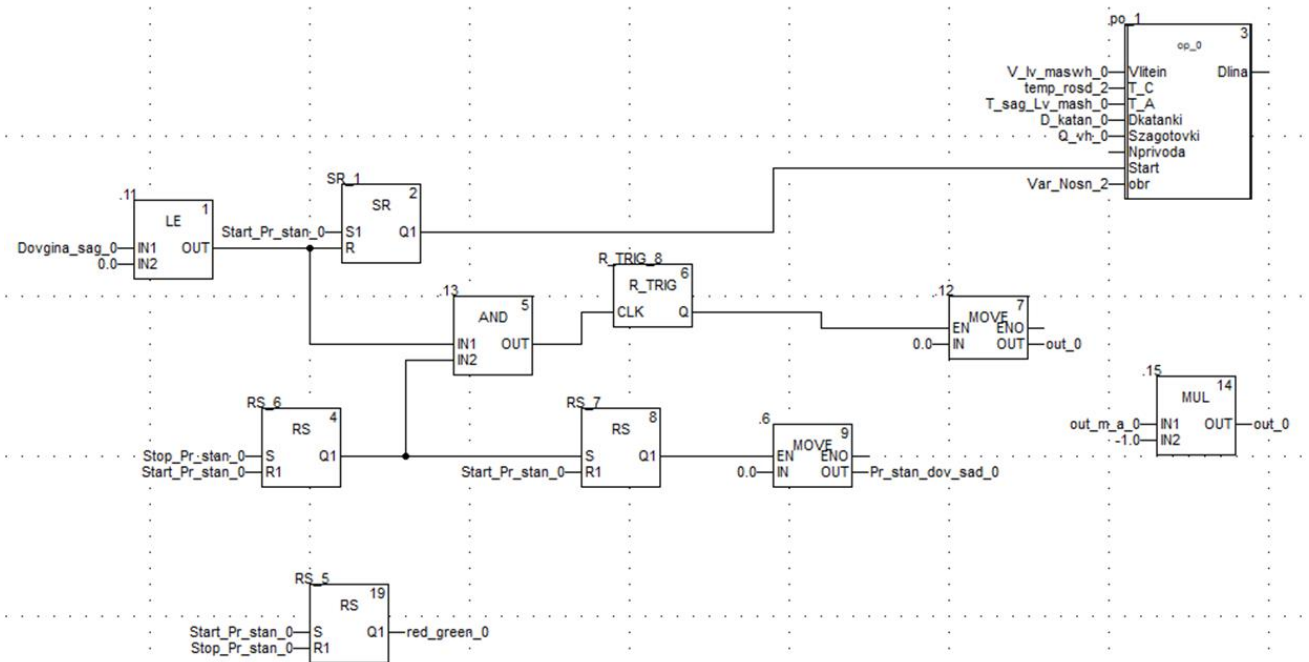 po_1
3
op_0
V_lv_maswh_0 Vlitein Dlina
temp_rosd_2 T_C
T_sag_Lv_mash_0 T_A
D_katan_0 Dkatanki
Q_vh_0 Szagotovki
Nprivoda
Start
Var_Nosn_2 obr
.11
1
LE
Dovgina_sag_0 IN1 OUT
0.0 IN2
SR_1
2
SR
Start_Pr_stan_0 S1 Q1
R
R_TRIG_8
6
R_TRIG
CLK Q
.13
5
AND
IN1 OUT
IN2
.12
7
MOVE
EN ENO
0.0 IN OUT out_0
.15
14
MUL
out_m_a_0 IN1 OUT out_0
-1.0 IN2
RS_6
4
RS
Stop_Pr_stan_0 S Q1
Start_Pr_stan_0 R1
RS_7
8
RS
S Q1
Start_Pr_stan_0 R1
.6
9
MOVE
EN ENO
0.0 IN OUT Pr_stan_dov_sad_0
RS_5
19
RS
Start_Pr_stan_0 S Q1 red_green_0
Stop_Pr_stan_0 R1